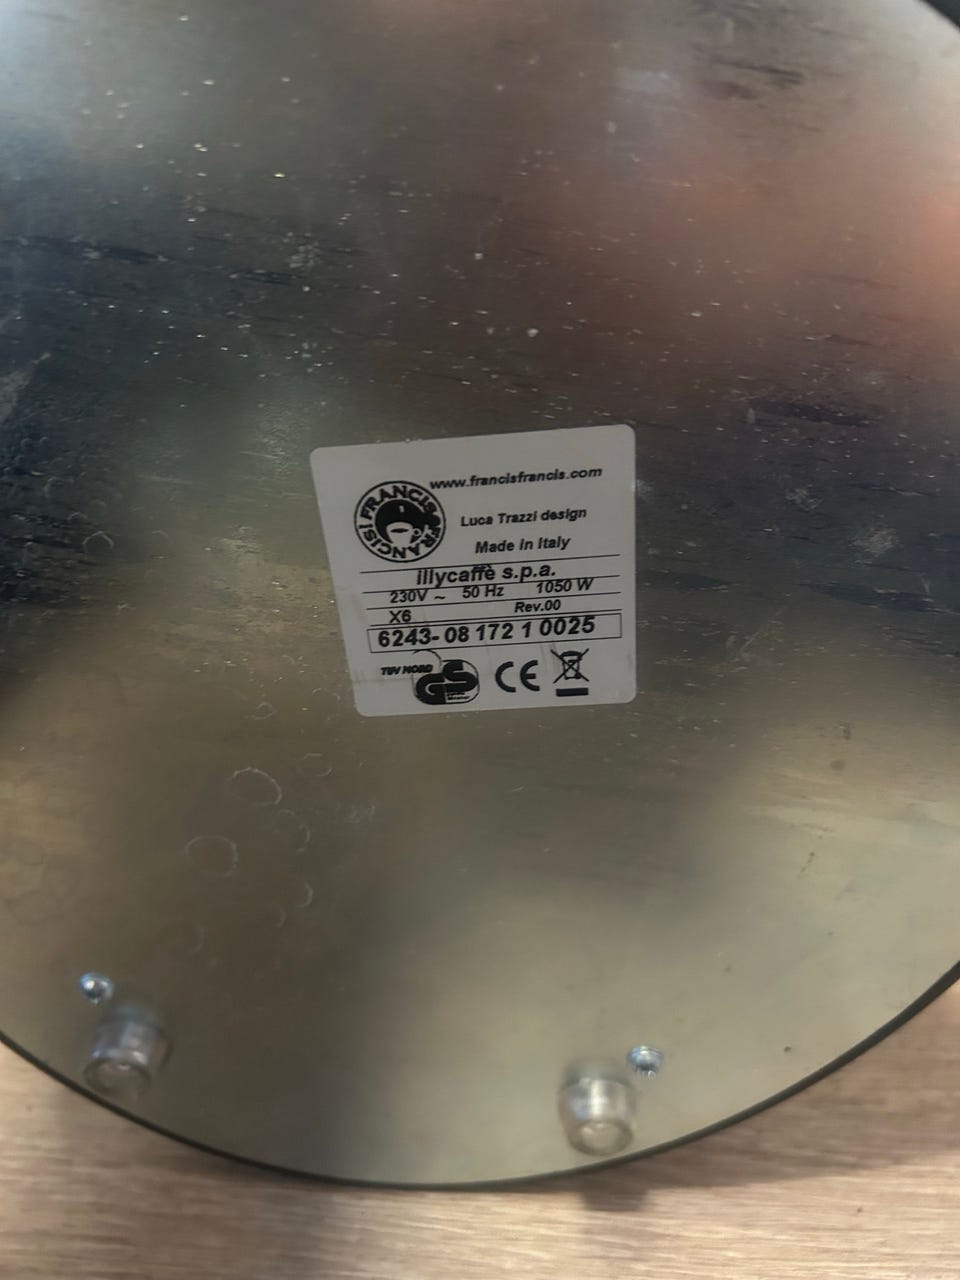 FRANCIS! FRANCIS!
www.francisfrancis.com
Luca Trazzi design
Made in Italy
illycaffè s.p.a.
230V ~ 50 Hz 1050 W
X6 Rev.00
6243- 08 172 1 0025
TÜV NORD GS CE